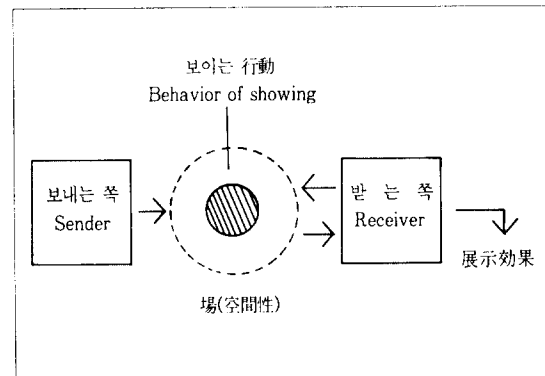 보이는 行動
Behavior of showing
보내는 쪽
Sender
받 는 쪽
Receiver
展示効果
場(空間性)